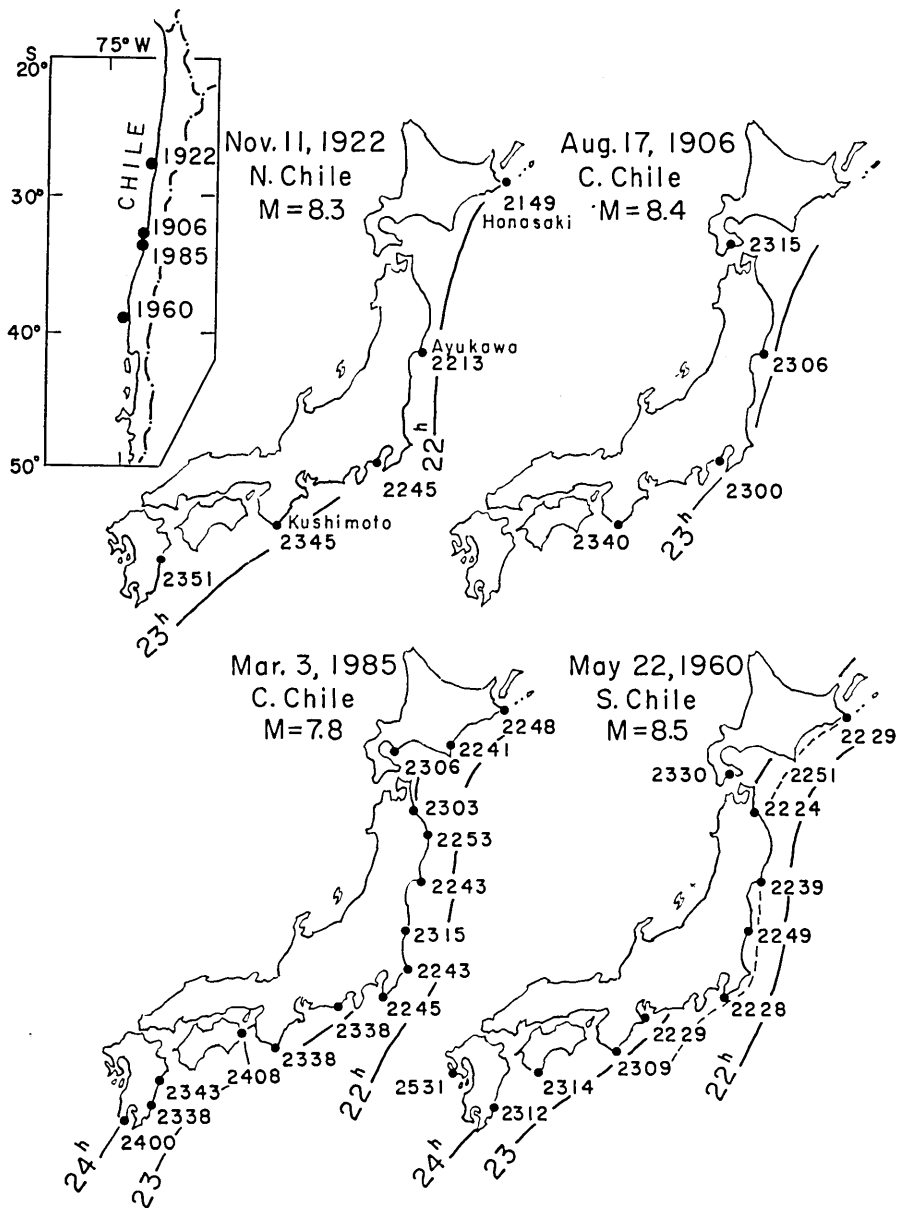 75° W
S
20°
CHILE
1922
30°
1906
1985
1960
40°
50°
Nov. 11, 1922
N. Chile
M = 8.3
2149
Hanasaki
Ayukawa
2213
22h
2245
Kushimoto
2345
2351
23h
Aug. 17, 1906
C. Chile
M = 8.4
2315
2306
2300
23h
2340
Mar. 3, 1985
C. Chile
M=7.8
2248
2241
2306
2303
2253
2243
2315
2243
2245
2338
2338
22h
2408
2343
2338
2400
24h
23
May 22, 1960
S. Chile
M=8.5
2229
2251
2330
2224
2239
2249
2228
2229
22h
2309
2531
2314
2312
24h
23